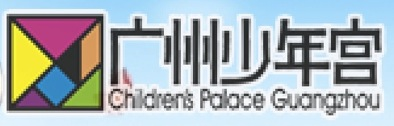 广州少年宫
Children's Palace Guangzhou